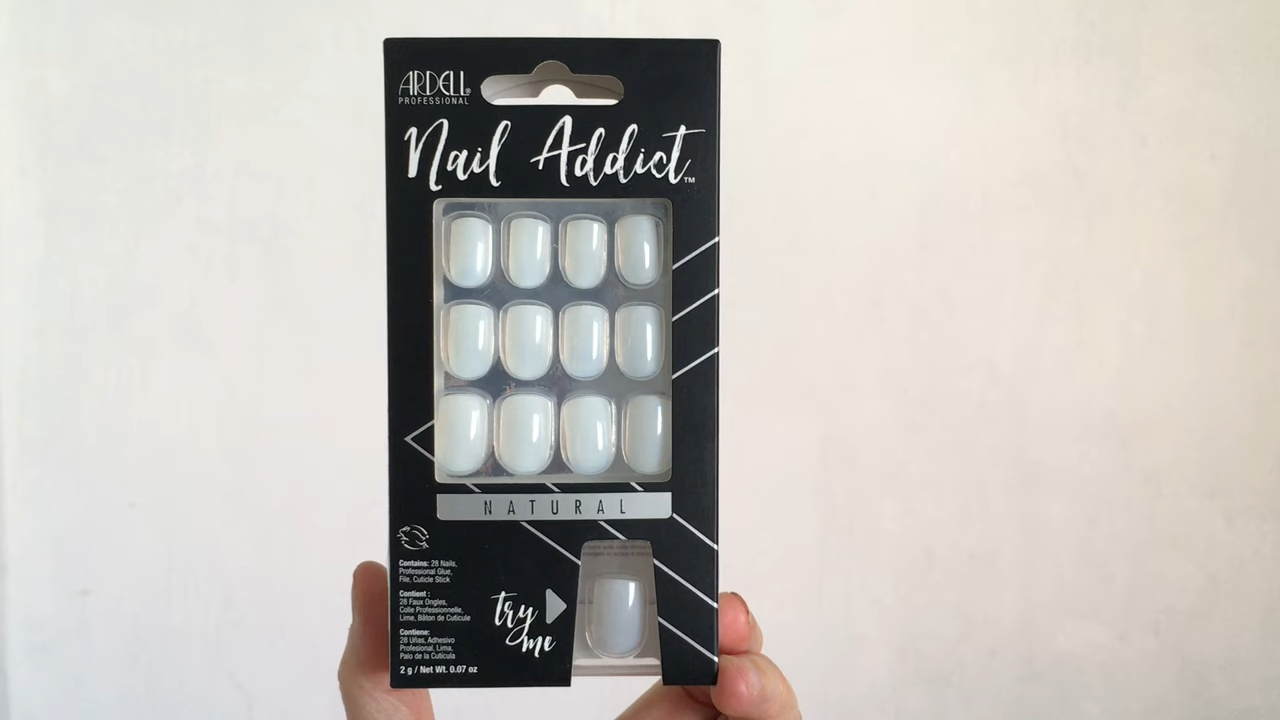 ARDELL®
PROFESSIONAL
Nail Addict™
NATURAL
Contains: 28 Nails,
Professional Glue,
File, Cuticle Stick
Contient :
28 Faux Ongles,
Colle Professionnelle,
Lime, Bâton de Cuticule
Contiene:
28 Uñas, Adhesivo
Profesional, Lima,
Palo de la Cutícula
2 g / Net Wt. 0.07 oz
try
me